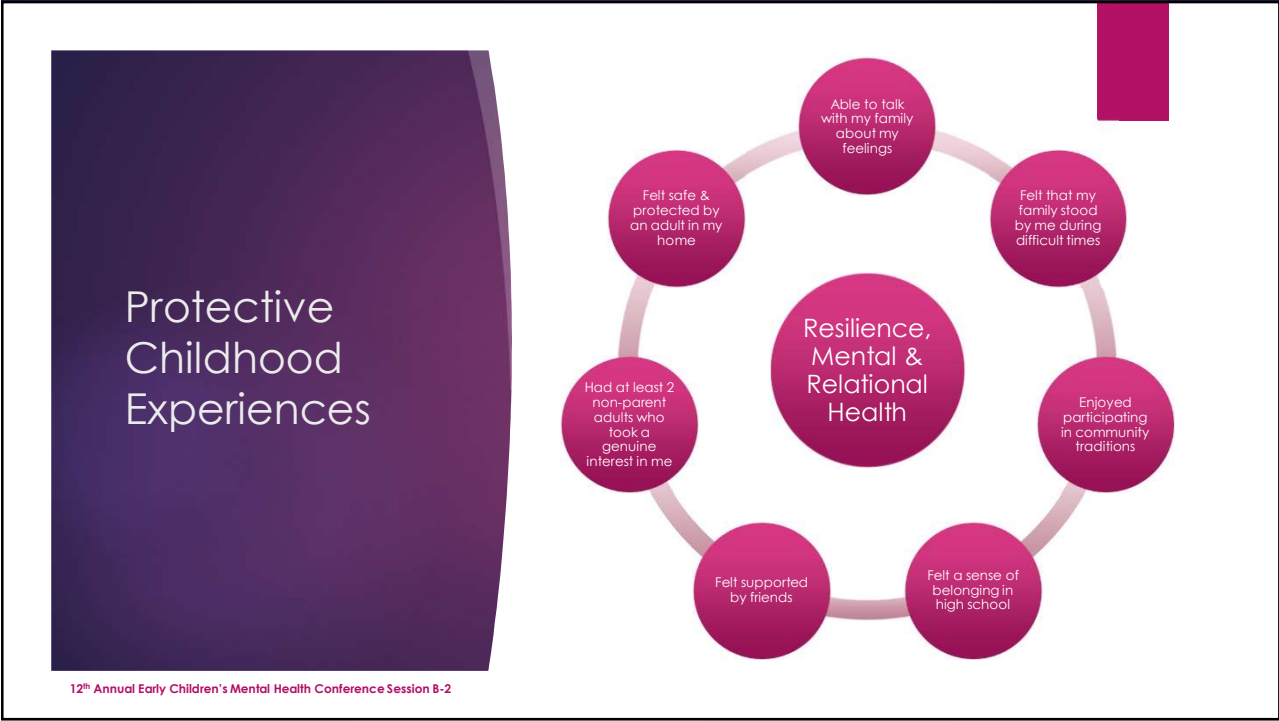 Protective
Childhood
Experiences
Able to talk
with my family
about my
feelings
Felt that my
family stood
by me during
difficult times
Enjoyed
participating
in community
traditions
Felt a sense of
belonging in
high school
Felt supported
by friends
Had at least 2
non-parent
adults who
took a
genuine
interest in me
Felt safe &
protected by
an adult in my
home
Resilience,
Mental &
Relational
Health
12th Annual Early Children's Mental Health Conference Session B-2